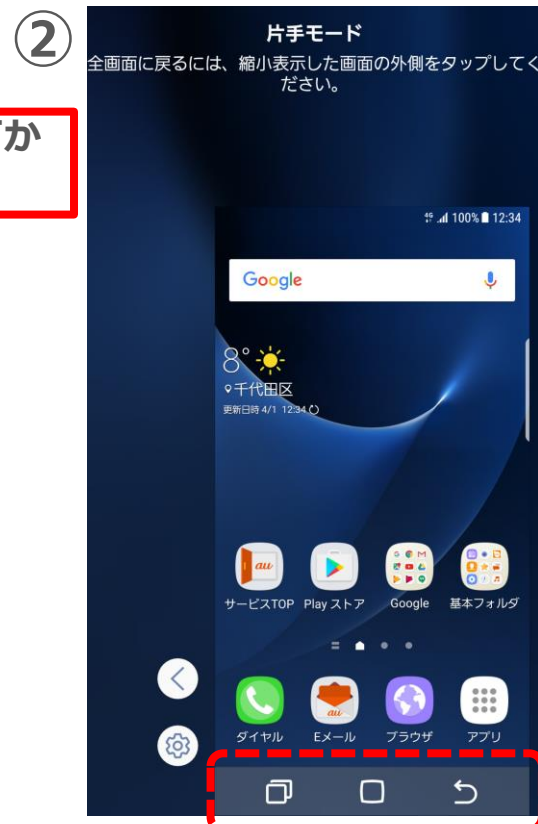 ②
片手モード
全画面に戻るには、縮小表示した画面の外側をタップしてく
ださい。
か
4G 100% 12:34
Google
8°
千代田区
更新日時 4/1 12:34
au
サービスTOP Play ストア Google 基本フォルダ
au
ダイヤル Eメール ブラウザ アプリ